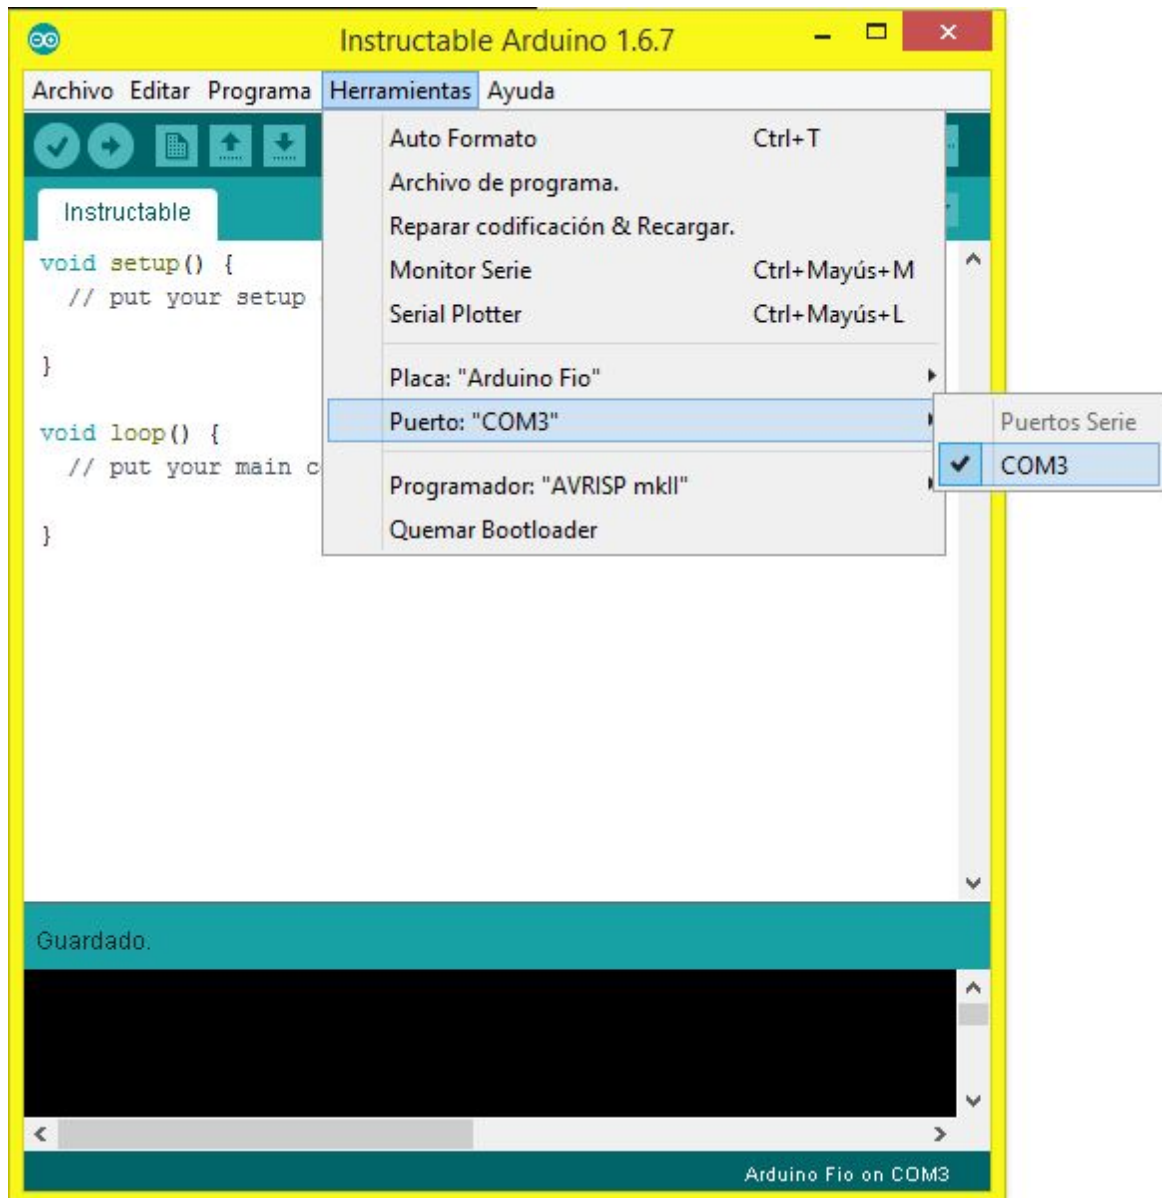 Instructable Arduino 1.6.7
Archivo Editar Programa Herramientas Ayuda
Auto Formato Ctrl+T
Archivo de programa.
Instructable
Reparar codificación & Recargar.
void setup() {
Monitor Serie Ctrl+Mayús+M
// put your setup
Serial Plotter Ctrl+Mayús+L
}
Placa: "Arduino Fio"
Puerto: "COM3"
Puertos Serie
COM3
void loop() {
// put your main c
Programador: "AVRISP mkII"
Quemar Bootloader
}
Guardado.
Arduino Fio on COM3